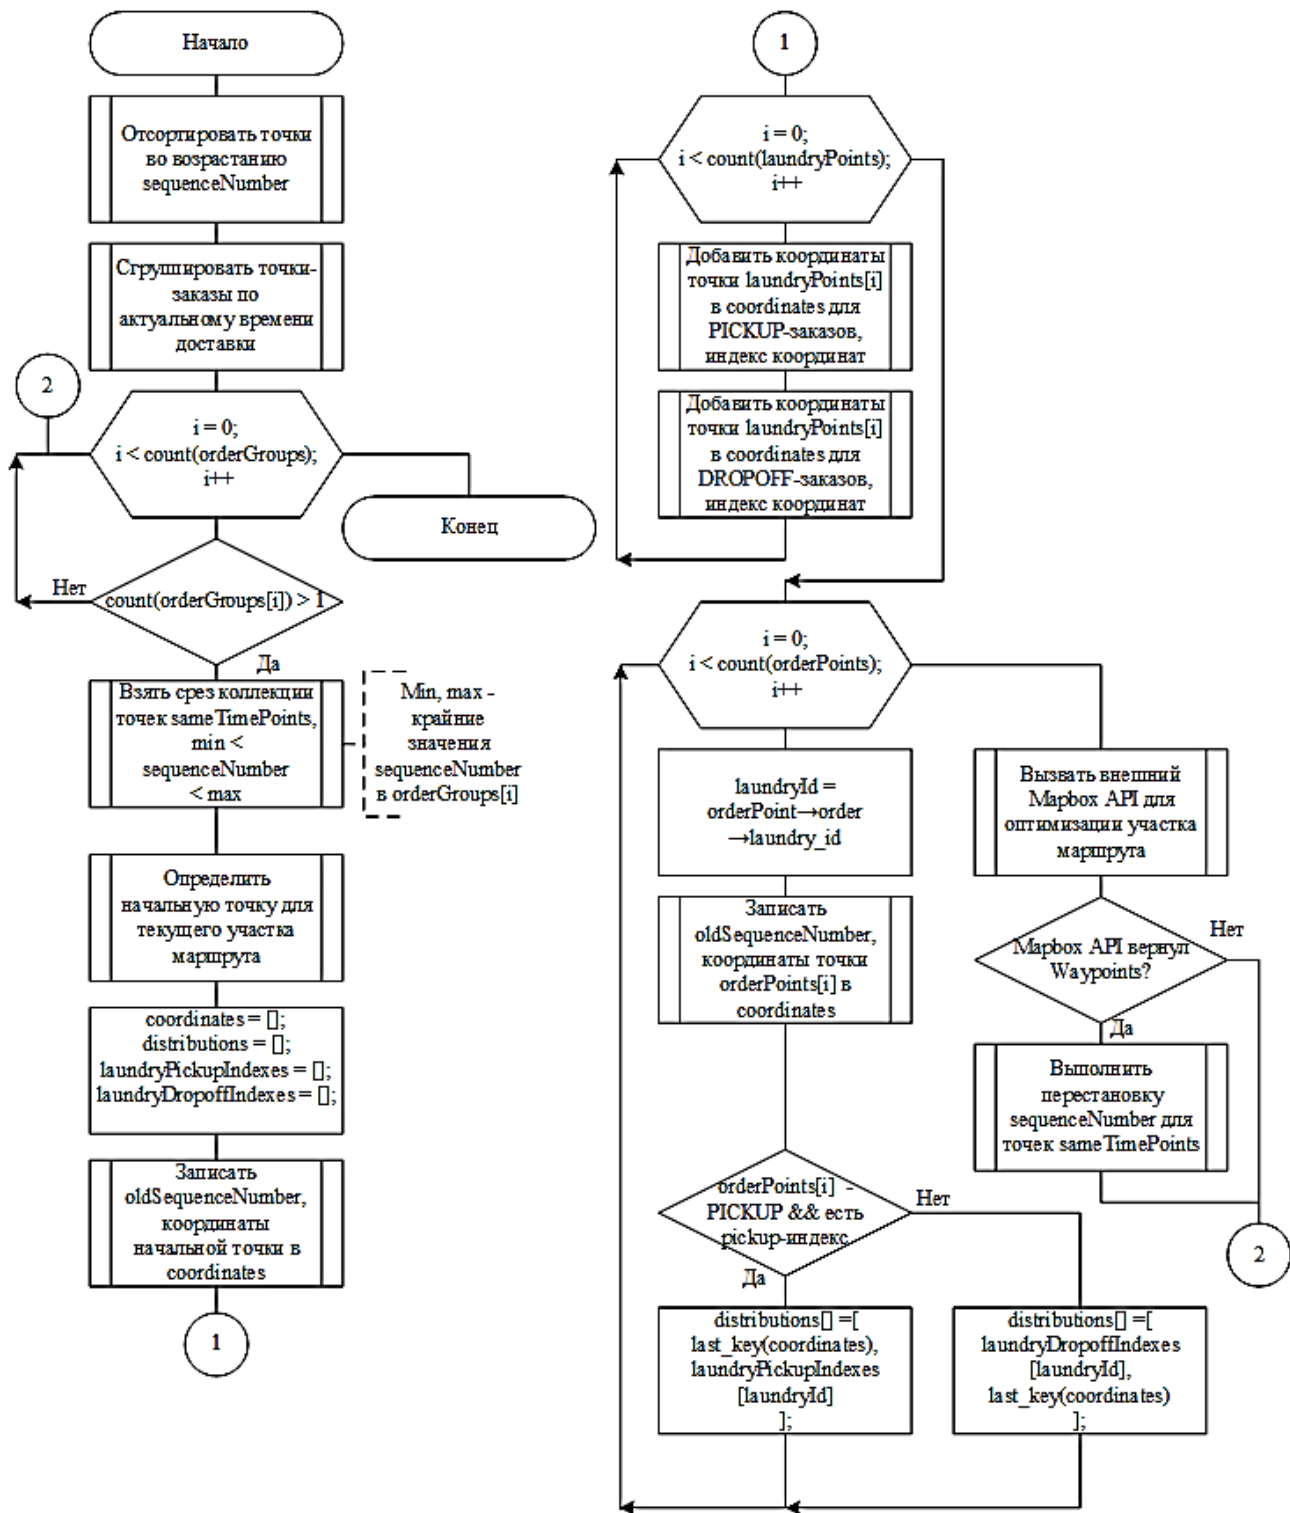 Начало
Отсортировать точки
во возрастанию
sequenceNumber
Сгруппировать точки-
заказы по
актуальному времени
доставки
2
i = 0;
i < count(orderGroups);
i++
Конец
Нет
count(orderGroups[i]) > 1
Да
Взять срез коллекции
точек sameTimePoints,
min <
sequenceNumber
< max
Min, max -
крайние
значения
sequenceNumber
в orderGroups[i]
Определить
начальную точку для
текущего участка
маршрута
coordinates = [];
distributions = [];
laundryPickupIndexes = [];
laundryDropoffIndexes = [];
Записать
oldSequenceNumber,
координаты
начальной точки в
coordinates
1
1
i = 0;
i < count(laundryPoints);
i++
Добавить координаты
точки laundryPoints[i]
в coordinates для
PICKUP-заказов,
индекс координат
Добавить координаты
точки laundryPoints[i]
в coordinates для
DROPOFF-заказов,
индекс координат
i = 0;
i < count(orderPoints);
i++
laundryId =
orderPoint→order
→laundry_id
Записать
oldSequenceNumber,
координаты точки
orderPoints[i] в
coordinates
orderPoints[i] -
PICKUP && есть
pickup-индекс
Нет
Да
distributions[] =[
last_key(coordinates),
laundryPickupIndexes
[laundryId]
];
distributions[] =[
laundryDropoffIndexes
[laundryId],
last_key(coordinates)
];
Вызвать внешний
Mapbox API для
оптимизации участка
маршрута
Mapbox API вернул
Waypoints?
Нет
Да
Выполнить
перестановку
sequenceNumber для
точек sameTimePoints
2